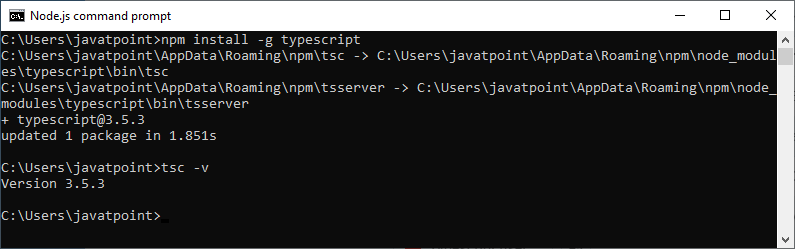 Node.js command prompt
C:\Users\javatpoint>npm install -g typescript
C:\Users\javatpoint\AppData\Roaming\npm\tsc -> C:\Users\javatpoint\AppData\Roaming\npm\node_modul
es\typescript\bin\tsc
C:\Users\javatpoint\AppData\Roaming\npm\tsserver -> C:\Users\javatpoint\AppData\Roaming\npm\node_
modules\typescript\bin\tsserver
+ typescript@3.5.3
updated 1 package in 1.851s
C:\Users\javatpoint>tsc -v
Version 3.5.3
C:\Users\javatpoint>